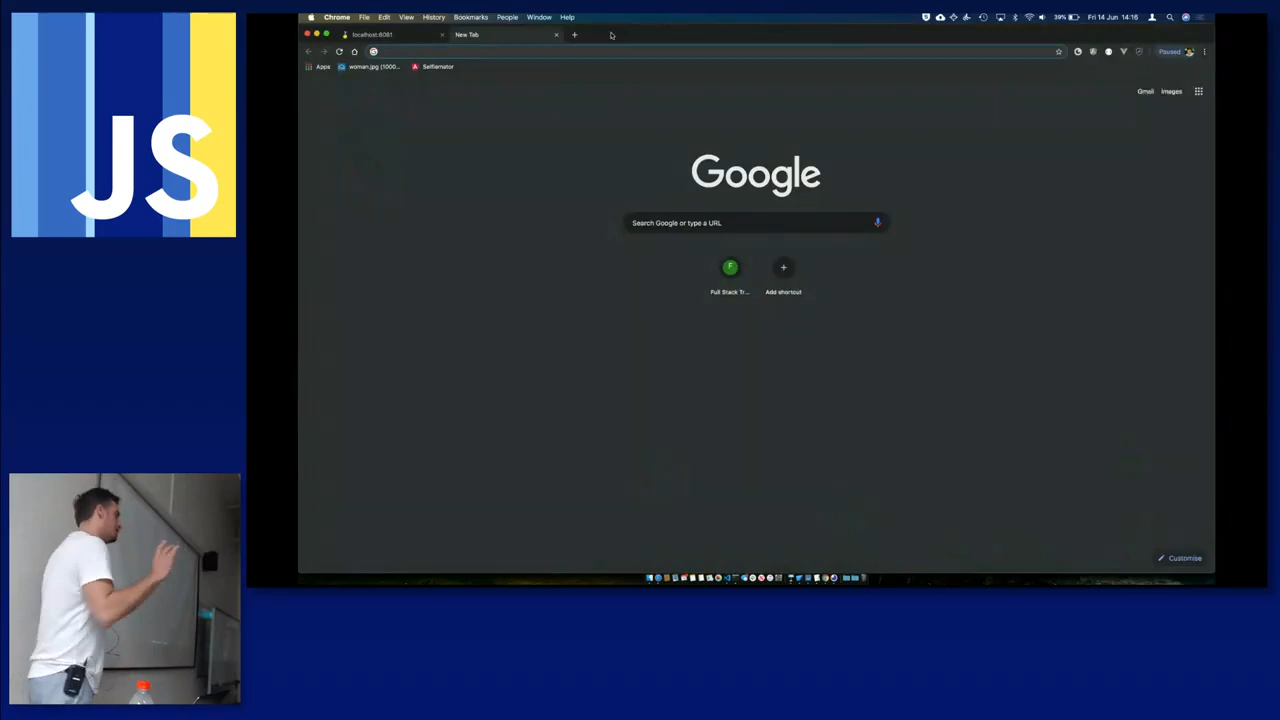 JS
Chrome File Edit View History Bookmarks People Window Help
39% Fri 14 Jun 14:16
localhost:8081
New Tab
Paused
Apps woman.jpg (1000... Selfiemator
Gmail Images
Google
Search Google or type a URL
F
Full Stack Tr...
Add shortcut
Customise